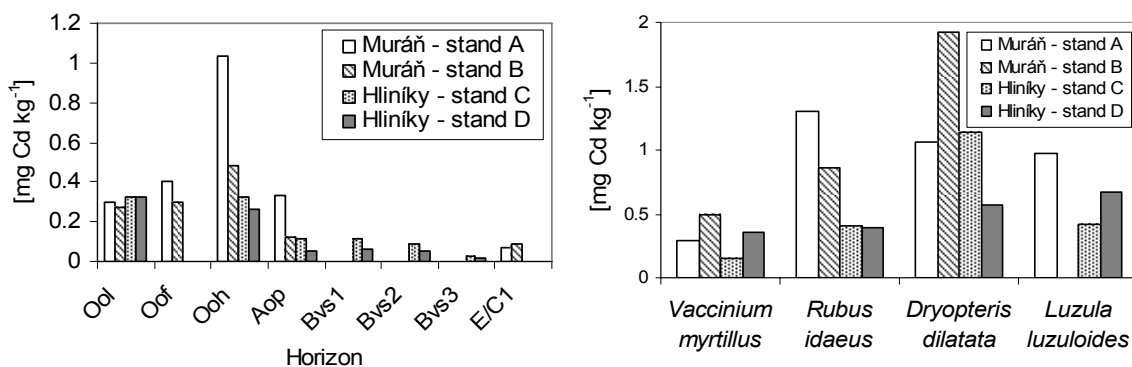 1.2
1
0.8
0.6
0.4
0.2
0
[mg Cd kg⁻¹]
Muráň - stand A
Muráň - stand B
Hliníky - stand C
Hliníky - stand D
Ool
Oof
Ooh
Aop
Bvs1
Bvs2
Bvs3
E/C1
Horizon
2
1.5
1
0.5
0
[mg Cd kg⁻¹]
Muráň - stand A
Muráň - stand B
Hliníky - stand C
Hliníky - stand D
Vaccinium
myrtillus
Rubus
idaeus
Dryopteris
dilatata
Luzula
luzuloides